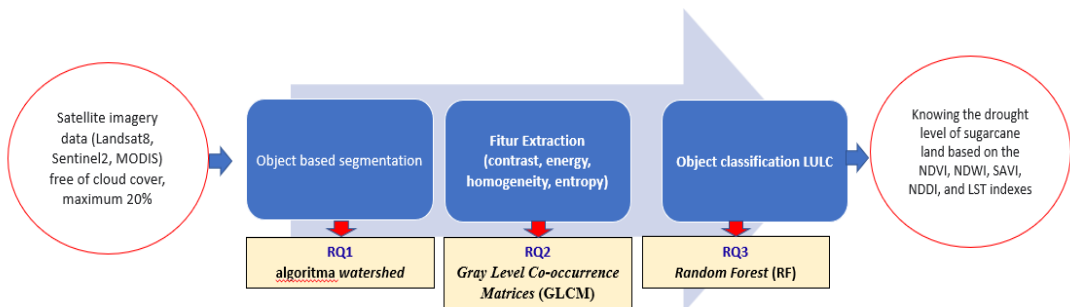 Satellite imagery
data (Landsat8,
Sentinel2, MODIS)
free of cloud cover,
maximum 20%
Object based segmentation
Fitur Extraction
(contrast, energy,
homogeneity, entropy)
Object classification LULC
Knowing the drought
level of sugarcane
land based on the
NDVI, NDWI, SAVI,
NDDI, and LST indexes
RQ1
algoritma watershed
RQ2
Gray Level Co-occurrence
Matrices (GLCM)
RQ3
Random Forest (RF)